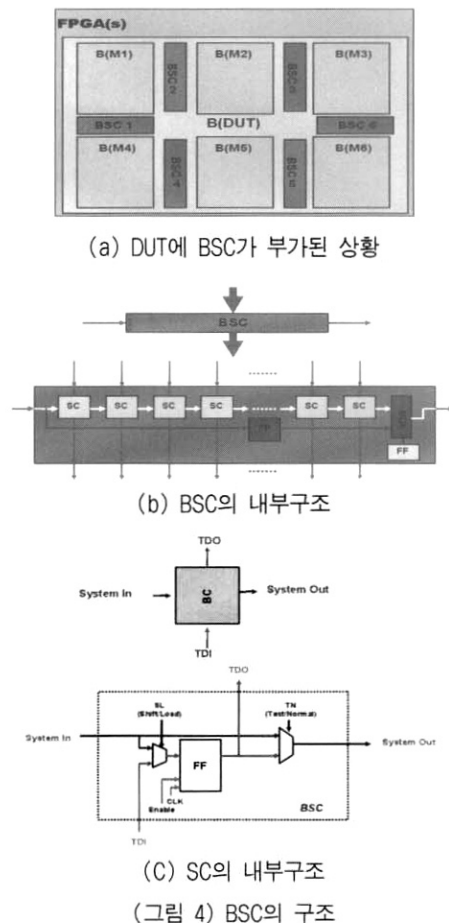 FPGA(s)
B(M1)
B(M2)
B(M3)
BSC 1
B(DUT)
B(M4)
B(M5)
B(M6)
(a) DUT에 BSC가 부가된 상황
BSC
SC SC SC SC SC SC
FF
(b) BSC의 내부구조
TDO
System In
BC
System Out
TDI
TDO
SL
(Shift/Load)
TN
(Test/Normal)
System In
System Out
FF
CLK
Enable
BSC
TDI
(C) SC의 내부구조
(그림 4) BSC의 구조